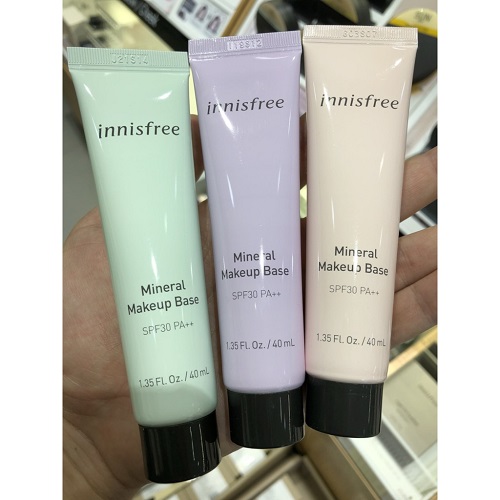 innisfree
Mineral
Makeup Base
SPF30 PA++
1.35 FL. Oz. / 40 mL
innisfree
Mineral
Makeup Base
SPF30 PA++
1.35 FL. Oz. / 40 mL
innisfree
Mineral
Makeup Base
SPF30 PA++
1.35 FL. Oz. / 40 mL